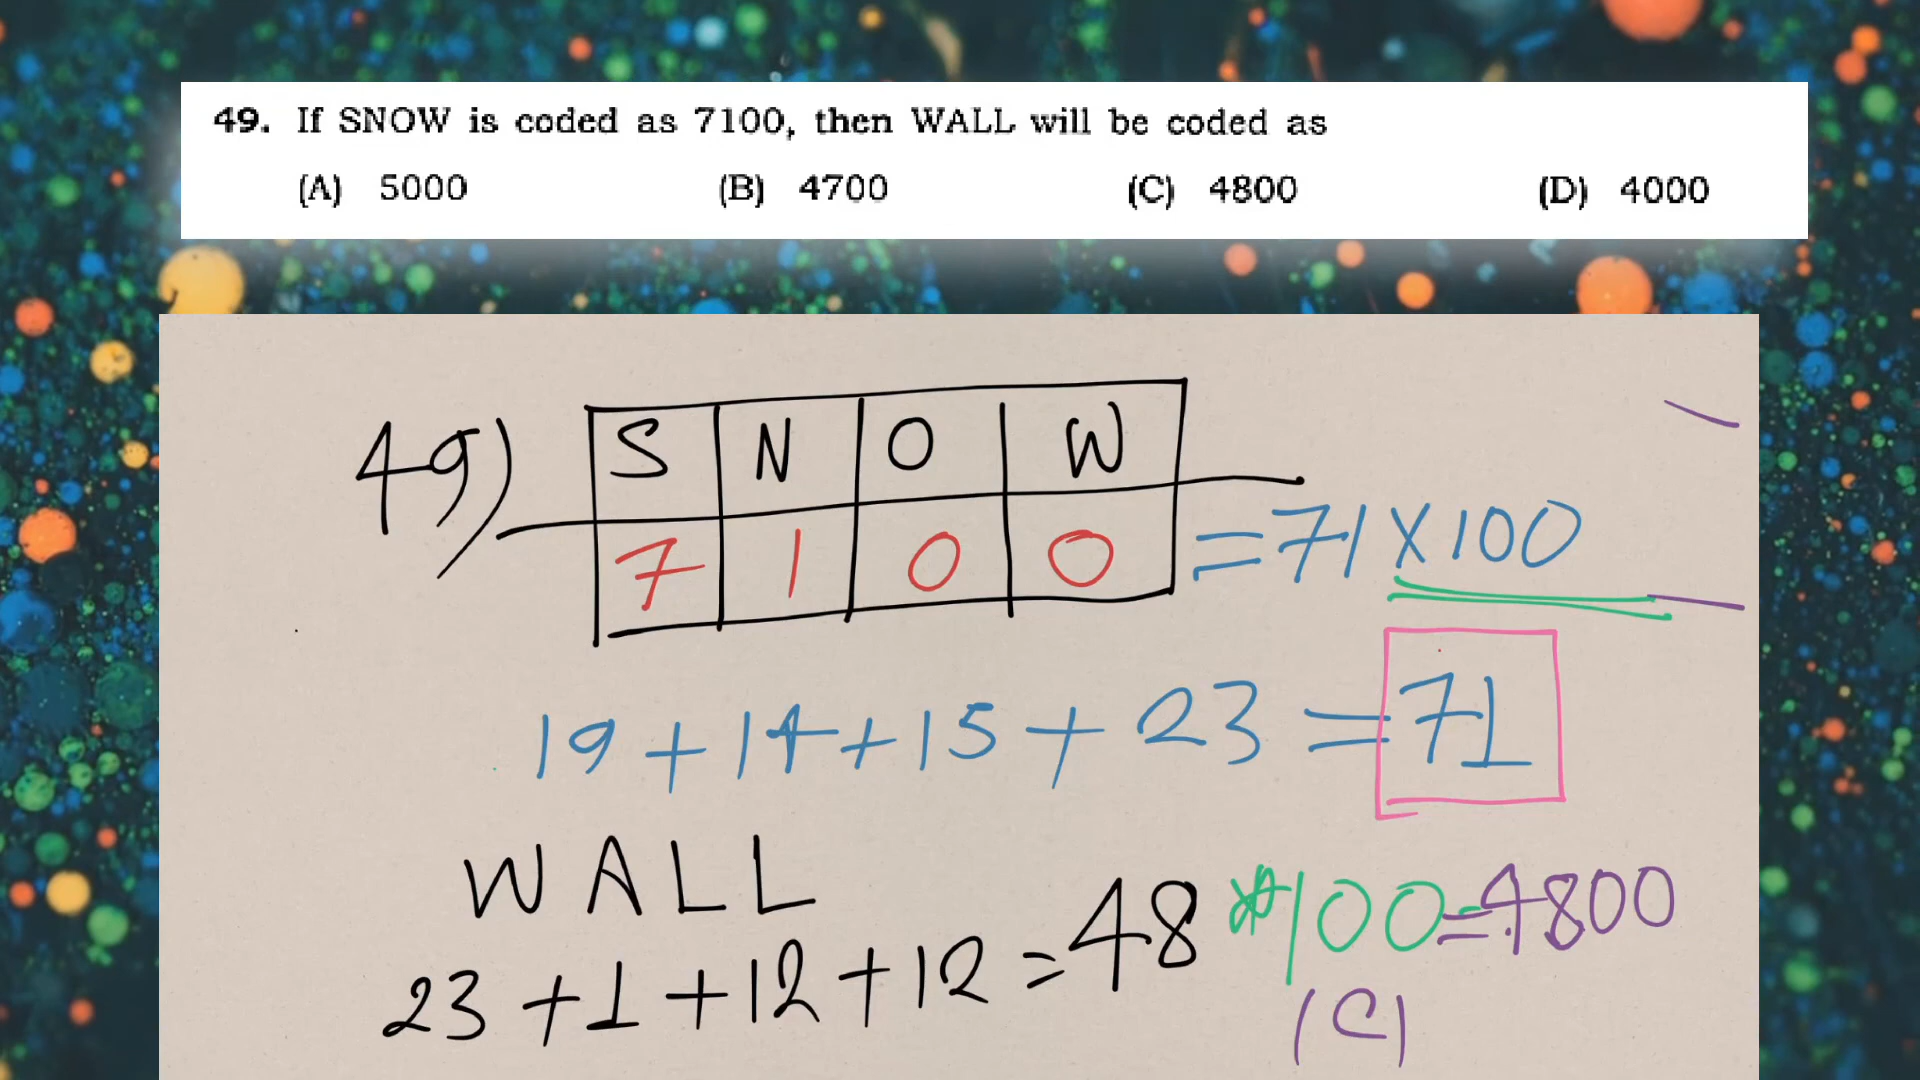 49. If SNOW is coded as 7100, then WALL will be coded as
(A) 5000 (B) 4700 (C) 4800 (D) 4000
49) S N O W
7 1 0 0 = 71 X 100
19 + 14 + 15 + 23 = 71
W A L L
23 + 1 + 12 + 12 = 48 * 100 = 4800
(C)